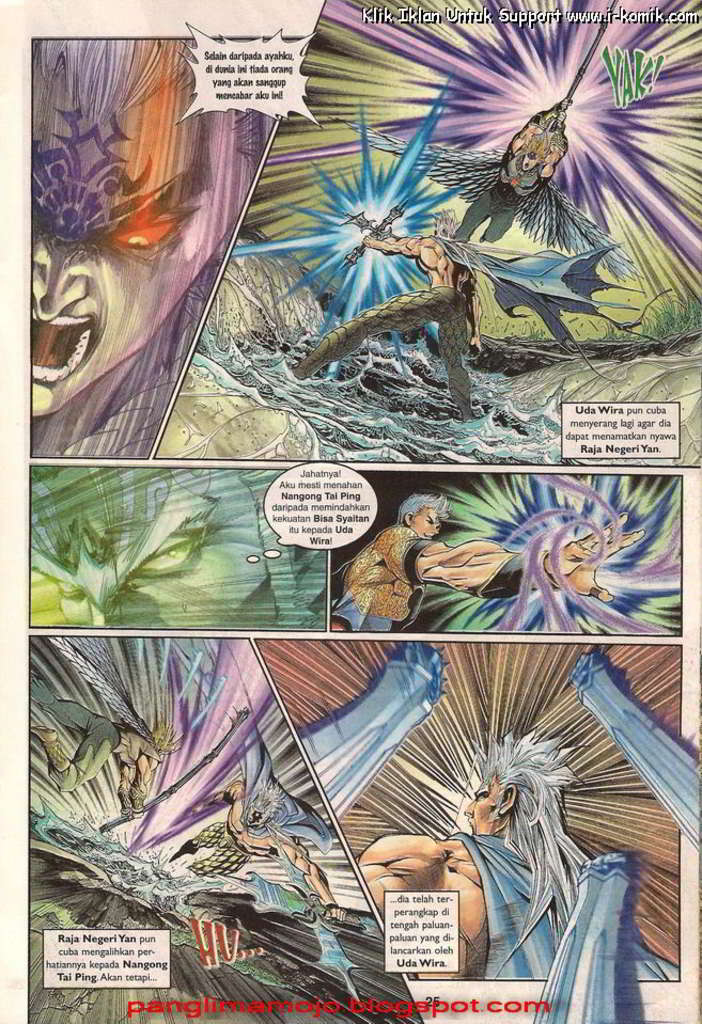 Klik Iklan Untuk Support www.i-komik.com
Selain daripada ayahku,
di dunia ini tiada orang
yang akan sanggup
mencabar aku ini!
YAK!
Uda Wira pun cuba
menyerang lagi agar dia
dapat menamatkan nyawa
Raja Negeri Yan.
Jahatnya!
Aku mesti menahan
Nangong Tai Ping
daripada memindahkan
kekuatan Bisa Syaitan
itu kepada Uda
Wira!
Raja Negeri Yan pun
cuba mengalihkan per-
hatiannya kepada Nangong
Tai Ping. Akan tetapi...
HU...
...dia telah ter-
perangkap di
tengah paluan-
paluan yang di-
lancarkan oleh
Uda Wira.
25
panglimamojo.blogspot.com